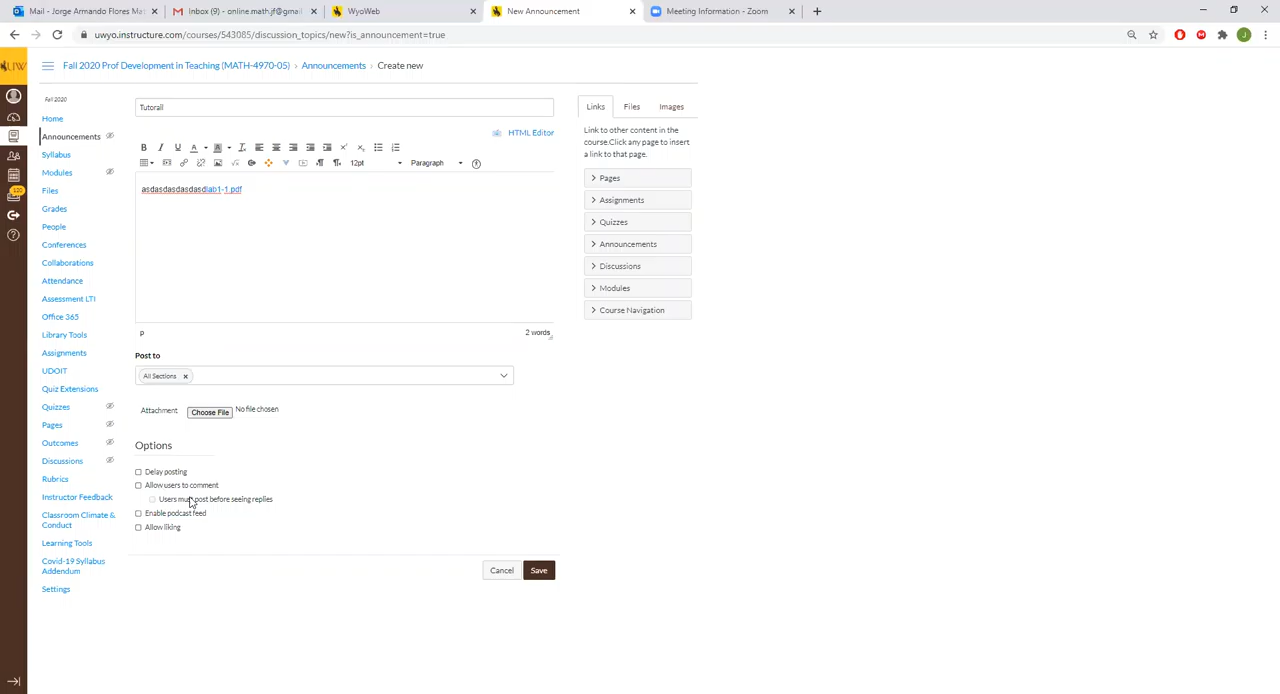 Mail - Jorge Armando Flores Ma
Inbox (9) - online.math.jf@gmail
WyoWeb
New Announcement
Meeting Information - Zoom
uwyo.instructure.com/courses/543085/discussion_topics/new?is_announcement=true
J
UW
Fall 2020 Prof Development in Teaching (MATH-4970-05) > Announcements > Create new
Fall 2020
Home
Announcements
Syllabus
Modules
Files
Grades
People
Conferences
Collaborations
Attendance
Assessment LTI
Office 365
Library Tools
Assignments
UDOIT
Quiz Extensions
Quizzes
Pages
Outcomes
Discussions
Rubrics
Instructor Feedback
Classroom Climate &
Conduct
Learning Tools
Covid-19 Syllabus
Addendum
Settings
Tutorail
HTML Editor
12pt
Paragraph
asdasdasdasdasdlab1-1.pdf
P
2 words
Post to
All Sections
Attachment
Choose File
No file chosen
Options
Delay posting
Allow users to comment
Users must post before seeing replies
Enable podcast feed
Allow liking
Cancel
Save
Links
Files
Images
Link to other content in the
course.Click any page to insert
a link to that page.
Pages
Assignments
Quizzes
Announcements
Discussions
Modules
Course Navigation